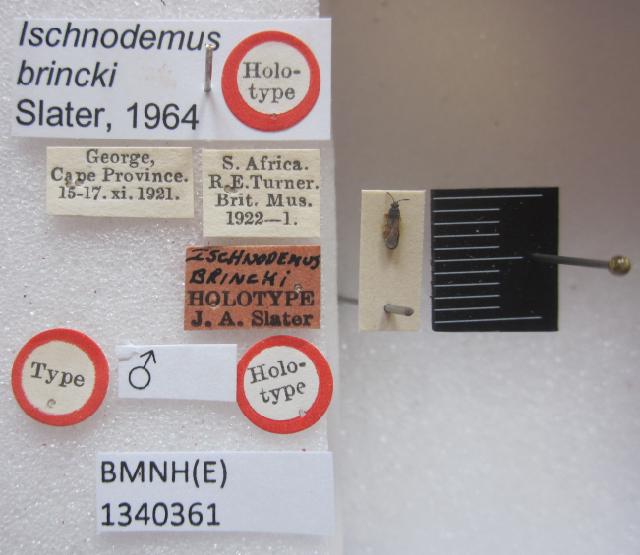 Ischnodemus
brincki
Slater, 1964
Holo-
type
George,
Cape Province.
15-17. xi. 1921.
S. Africa.
R.E.Turner.
Brit. Mus.
1922—1.
ISCHNODEMUS
BRINCKI
HOLOTYPE
J. A. Slater
Type
♂
Holo-
type
BMNH(E)
1340361